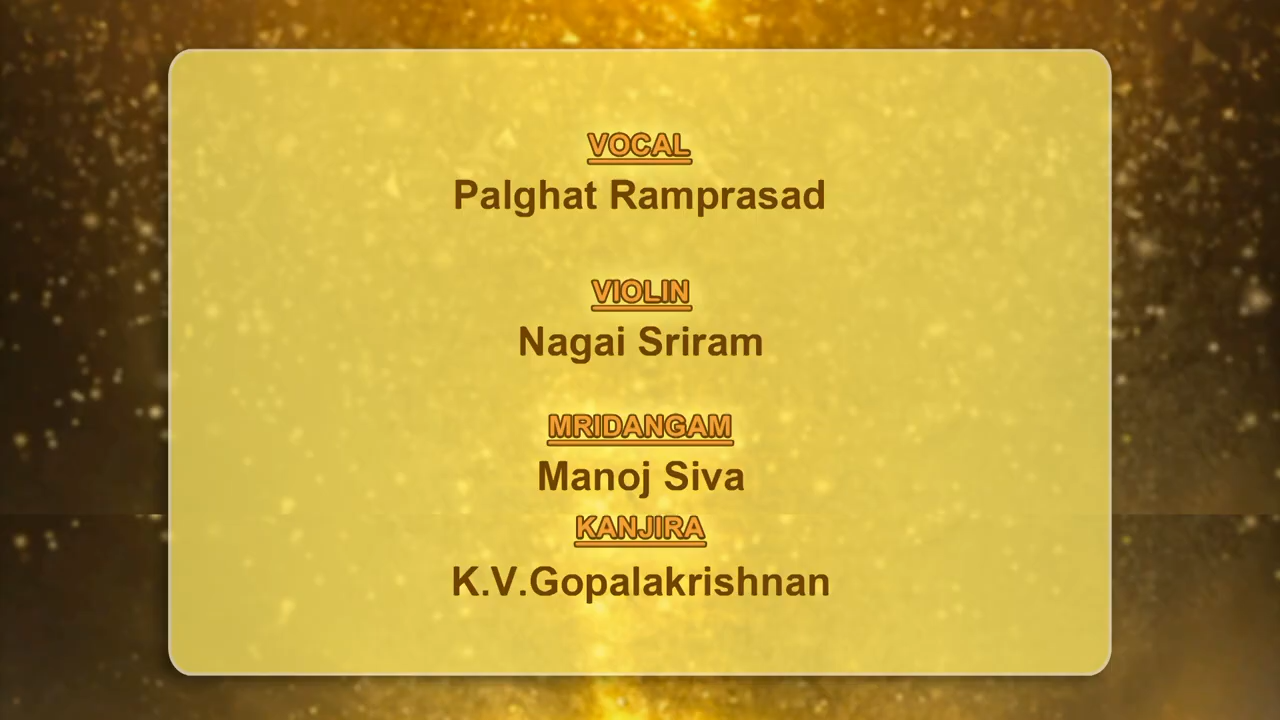 VOCAL
Palghat Ramprasad
VIOLIN
Nagai Sriram
MRIDANGAM
Manoj Siva
KANJIRA
K.V.Gopalakrishnan